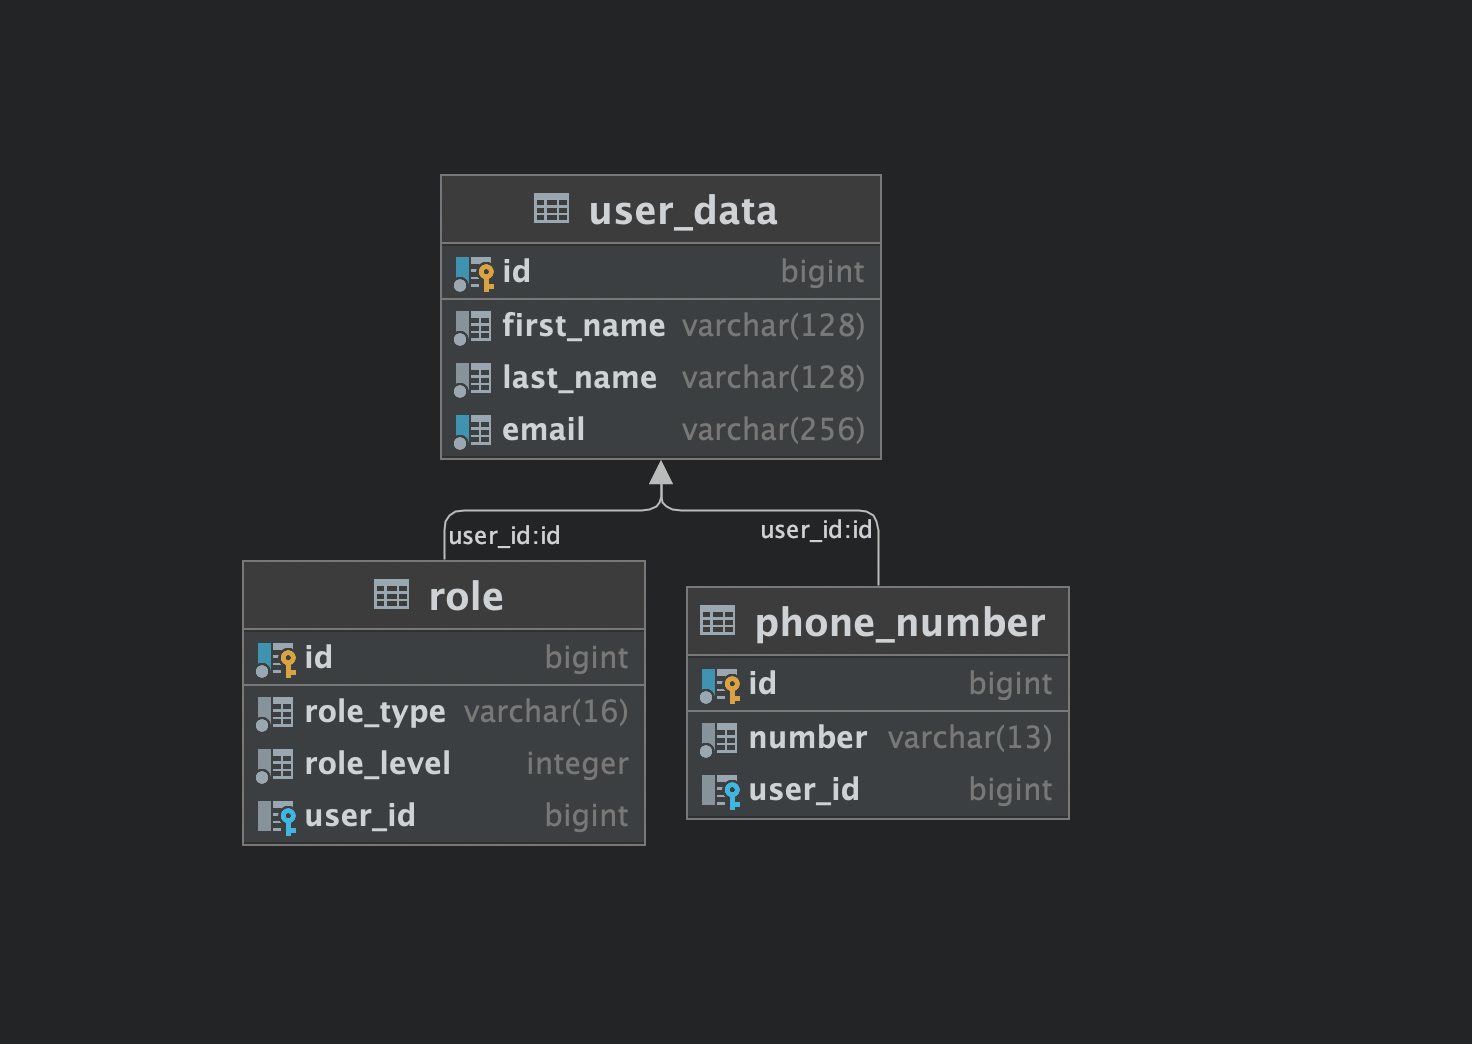 user_data
id bigint
first_name varchar(128)
last_name varchar(128)
email varchar(256)
user_id:id
user_id:id
role
id bigint
role_type varchar(16)
role_level integer
user_id bigint
phone_number
id bigint
number varchar(13)
user_id bigint